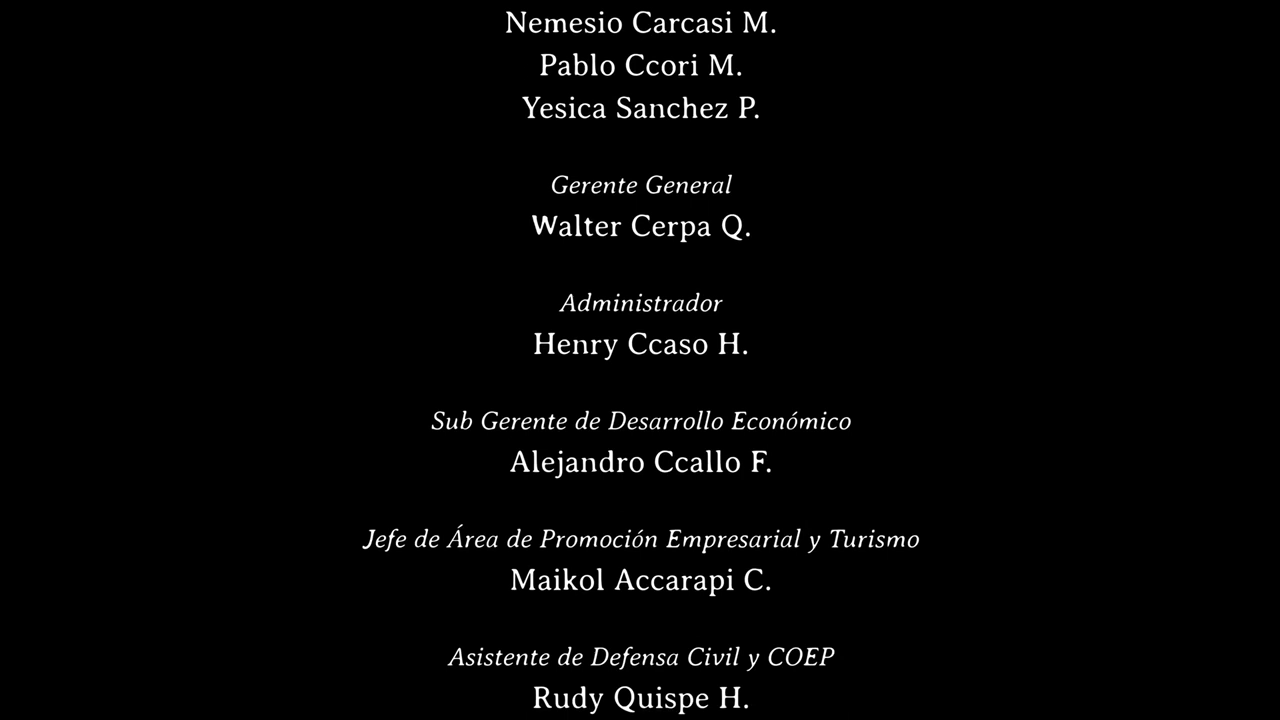 Nemesio Carcasi M.
Pablo Ccori M.
Yesica Sanchez P.
Gerente General
Walter Cerpa Q.
Administrador
Henry Ccaso H.
Sub Gerente de Desarrollo Económico
Alejandro Ccallo F.
Jefe de Área de Promoción Empresarial y Turismo
Maikol Accarapi C.
Asistente de Defensa Civil y COEP
Rudy Quispe H.